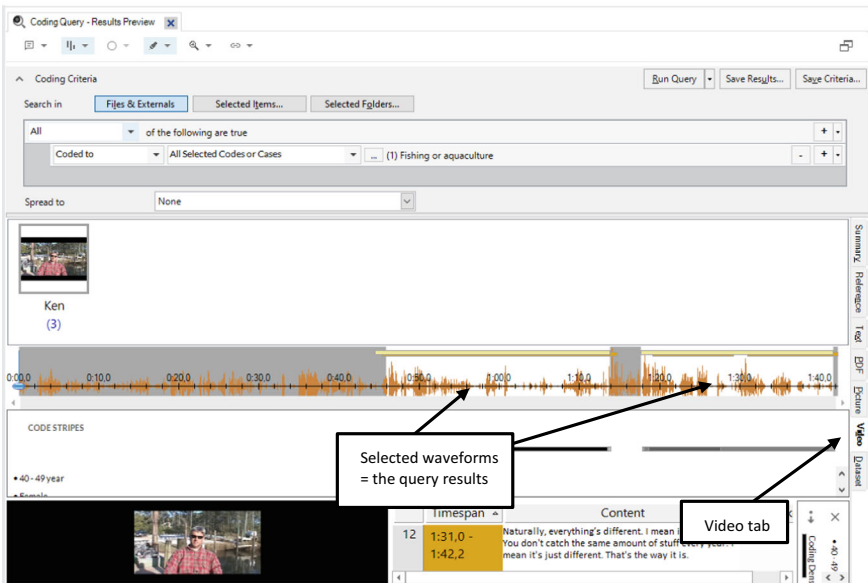 Coding Query - Results Preview
Coding Criteria
Run Query
Save Results...
Save Criteria...
Search in
Files & Externals
Selected Items...
Selected Folders...
All
of the following are true
+
Coded to
All Selected Codes or Cases
...
(1) Fishing or aquaculture
-
+
Spread to
None
Ken
(3)
Summary
Reference
Text
PDF
Picture
Video
Dataset
0:00,0 0:10,0 0:20,0 0:30,0 0:40,0 0:50,0 1:00,0 1:10,0 1:20,0 1:30,0 1:40,0
CODE STRIPES
• 40 - 49 year
• Female
Selected waveforms
= the query results
Video tab
Timespan
Content
12
1:31,0 -
1:42,2
Naturally, everything's different. I mean
You don't catch the same amount of stuff every year. I
mean it's just different. That's the way it is.
• 40 - 49
Coding Den